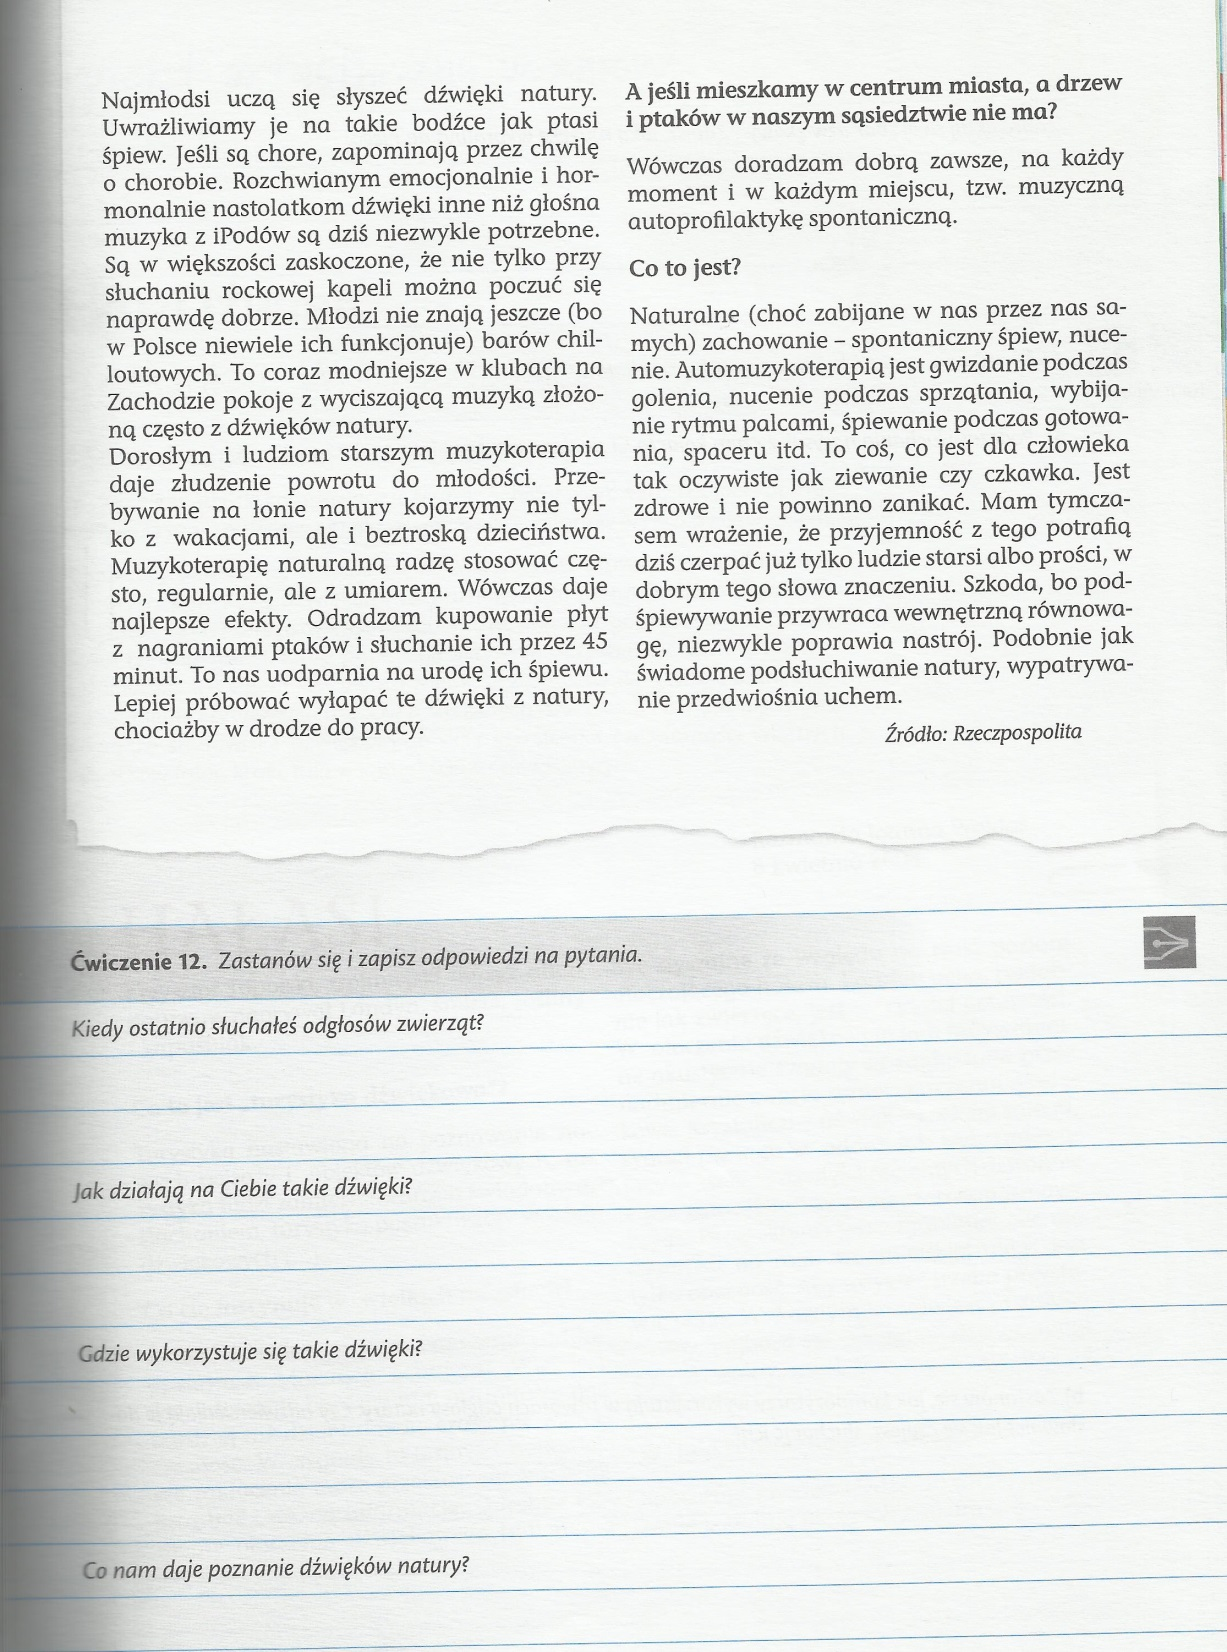 Najmłodsi uczą się słyszeć dźwięki natury.
Uwrażliwiamy je na takie bodźce jak ptasi
śpiew. Jeśli są chore, zapominają przez chwilę
o chorobie. Rozchwianym emocjonalnie i hor-
monalnie nastolatkom dźwięki inne niż głośna
muzyka z iPodów są dziś niezwykle potrzebne.
Są w większości zaskoczone, że nie tylko przy
słuchaniu rockowej kapeli można poczuć się
naprawdę dobrze. Młodzi nie znają jeszcze (bo
w Polsce niewiele ich funkcjonuje) barów chil-
loutowych. To coraz modniejsze w klubach na
Zachodzie pokoje z wyciszającą muzyką złożo-
ną często z dźwięków natury.
Dorosłym i ludziom starszym muzykoterapia
daje złudzenie powrotu do młodości. Prze-
bywanie na łonie natury kojarzymy nie tyl-
ko z wakacjami, ale i beztroską dzieciństwa.
Muzykoterapię naturalną radzę stosować czę-
sto, regularnie, ale z umiarem. Wówczas daje
najlepsze efekty. Odradzam kupowanie płyt
z nagraniami ptaków i słuchanie ich przez 45
minut. To nas uodparnia na urodę ich śpiewu.
Lepiej próbować wyłapać te dźwięki z natury,
chociażby w drodze do pracy.
A jeśli mieszkamy w centrum miasta, a drzew
i ptaków w naszym sąsiedztwie nie ma?
Wówczas doradzam dobrą zawsze, na każdy
moment i w każdym miejscu, tzw. muzyczną
autoprofilaktykę spontaniczną.
Co to jest?
Naturalne (choć zabijane w nas przez nas sa-
mych) zachowanie – spontaniczny śpiew, nuce-
nie. Automuzykoterapią jest gwizdanie podczas
golenia, nucenie podczas sprzątania, wybija-
nie rytmu palcami, śpiewanie podczas gotowa-
nia, spaceru itd. To coś, co jest dla człowieka
tak oczywiste jak ziewanie czy czkawka. Jest
zdrowe i nie powinno zanikać. Mam tymcza-
sem wrażenie, że przyjemność z tego potrafią
dziś czerpać już tylko ludzie starsi albo prości, w
dobrym tego słowa znaczeniu. Szkoda, bo pod-
śpiewywanie przywraca wewnętrzną równowa-
gę, niezwykle poprawia nastrój. Podobnie jak
świadome podsłuchiwanie natury, wypatrywa-
nie przedwiośnia uchem.
Źródło: Rzeczpospolita
Ćwiczenie 12. Zastanów się i zapisz odpowiedzi na pytania.
Kiedy ostatnio słuchałeś odgłosów zwierząt?
Jak działają na Ciebie takie dźwięki?
Gdzie wykorzystuje się takie dźwięki?
Co nam daje poznanie dźwięków natury?